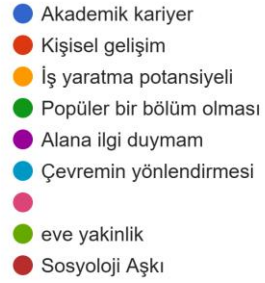 Akademik kariyer
Kişisel gelişim
İş yaratma potansiyeli
Popüler bir bölüm olması
Alana ilgi duymam
Çevremin yönlendirmesi
eve yakinlik
Sosyoloji Aşkı